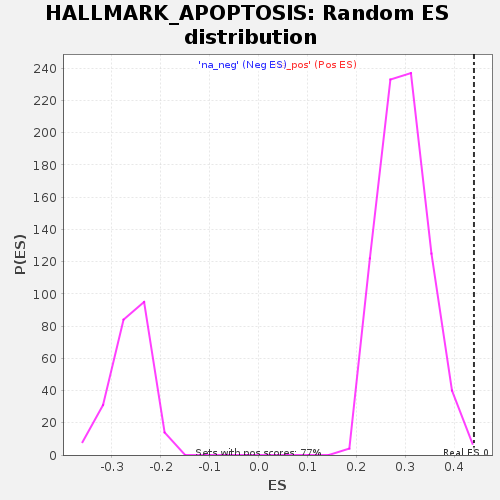 HALLMARK_APOPTOSIS: Random ES
distribution
'na_neg' (Neg ES)_pos' (Pos ES)
240
220
200
180
160
140
120
100
80
60
40
20
0
P(ES)
Sets with pos scores: 77%
Real ES 0
-0.3 -0.2 -0.1 0.0 0.1 0.2 0.3 0.4
ES